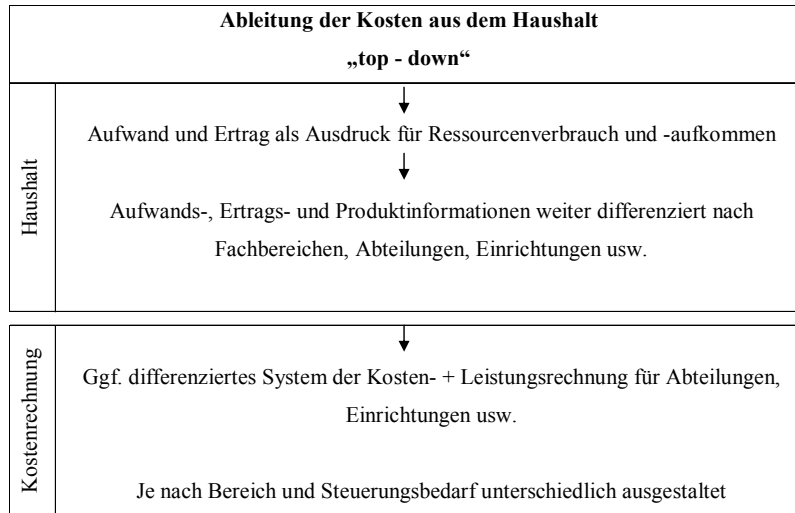 Ableitung der Kosten aus dem Haushalt
„top - down“
Haushalt
Aufwand und Ertrag als Ausdruck für Ressourcenverbrauch und -aufkommen
Aufwands-, Ertrags- und Produktinformationen weiter differenziert nach
Fachbereichen, Abteilungen, Einrichtungen usw.
Kostenrechnung
Ggf. differenziertes System der Kosten- + Leistungsrechnung für Abteilungen,
Einrichtungen usw.
Je nach Bereich und Steuerungsbedarf unterschiedlich ausgestaltet